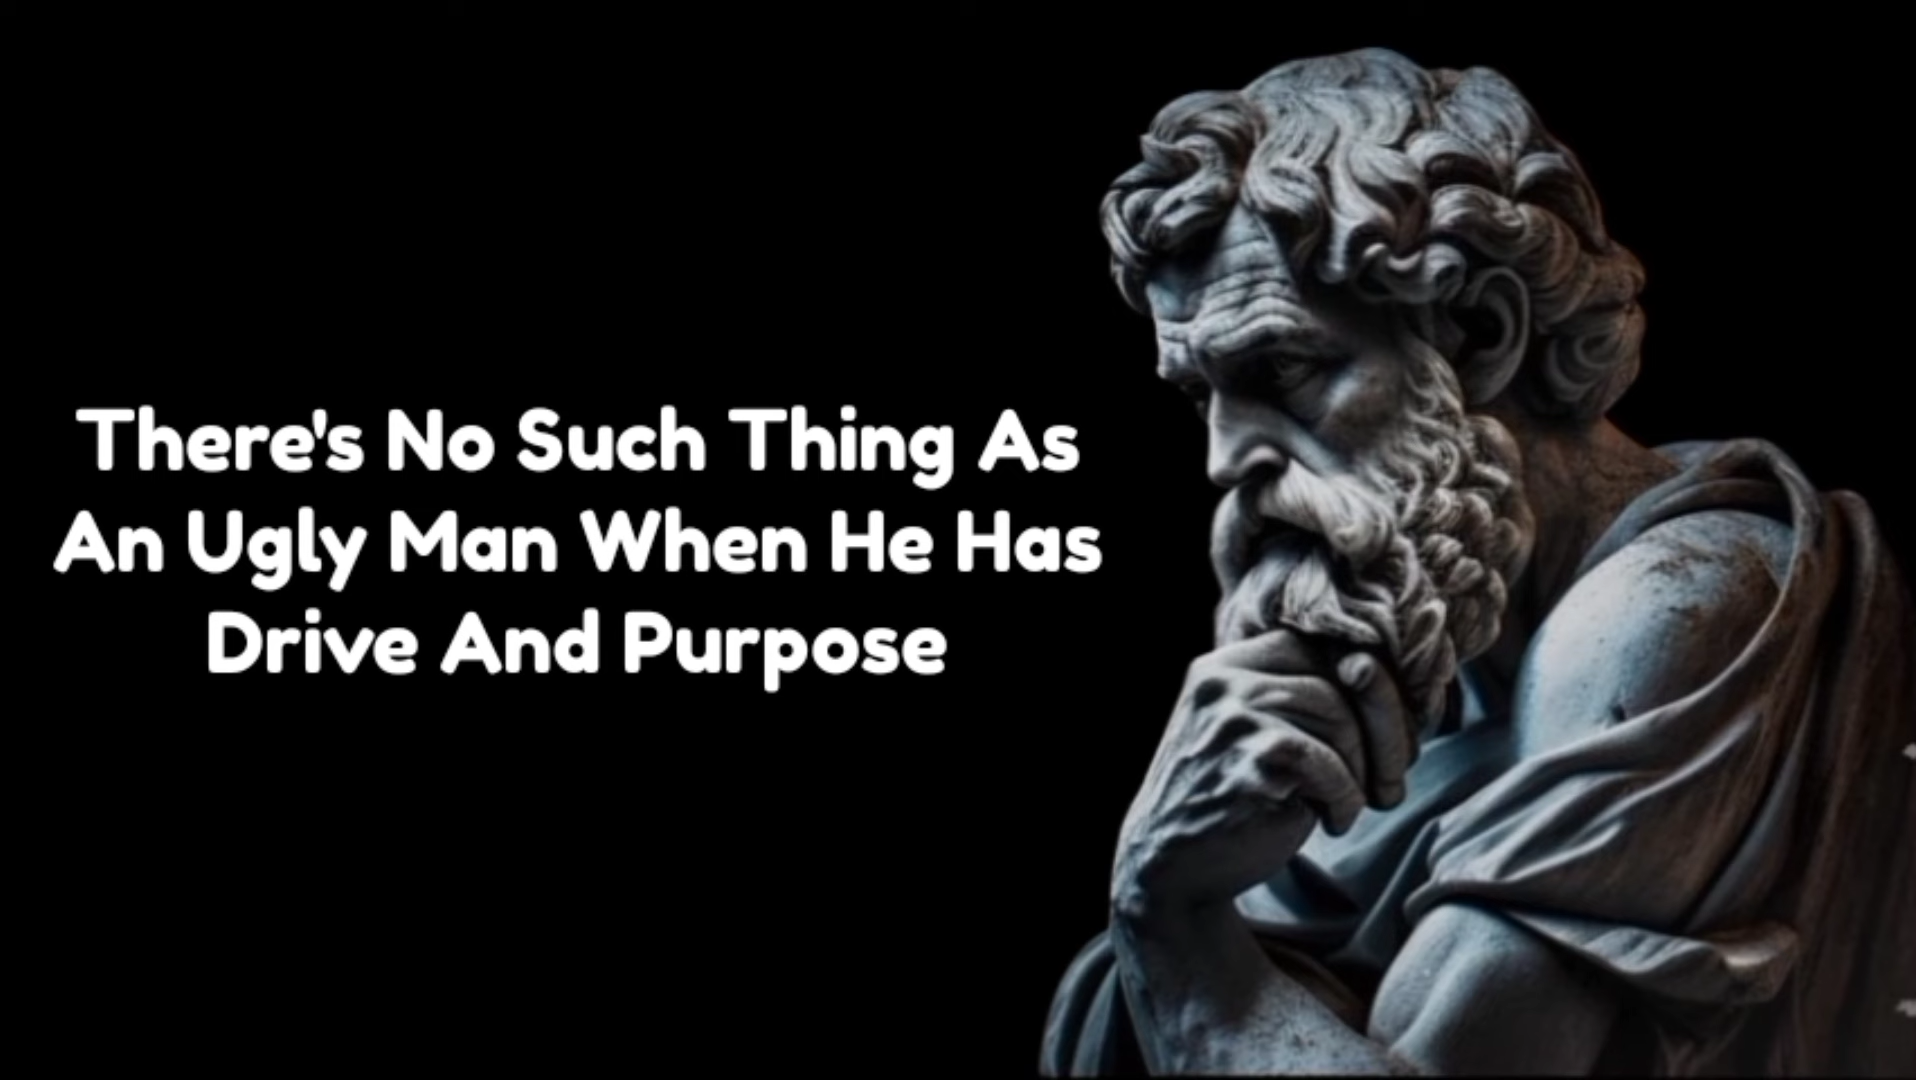 There's No Such Thing As
An Ugly Man When He Has
Drive And Purpose